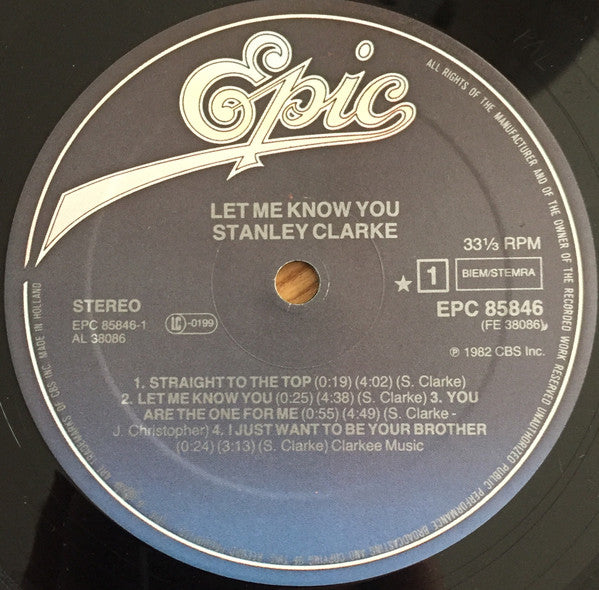 Epic
LET ME KNOW YOU
STANLEY CLARKE
33⅓ RPM
★ 1 BIEM/STEMRA
STEREO
EPC 85846-1
AL 38086
LC -0199
EPC 85846
(FE 38086)
℗ 1982 CBS Inc.
1. STRAIGHT TO THE TOP (0:19) (4:02) (S. Clarke)
2. LET ME KNOW YOU (0:25) (4:38) (S. Clarke) 3. YOU
ARE THE ONE FOR ME (0:55) (4:49) (S. Clarke -
J. Christopher) 4. I JUST WANT TO BE YOUR BROTHER
(0:24) (3:13) (S. Clarke) Clarkee Music
ALL RIGHTS OF THE MANUFACTURER AND OF THE OWNER OF THE RECORDED WORK RESERVED UNAUTHORIZED PUBLIC PERFORMANCE BROADCASTING AND COPYING OF THIS RECORD
TRADEMARKS OF CBS INC MADE IN HOLLAND